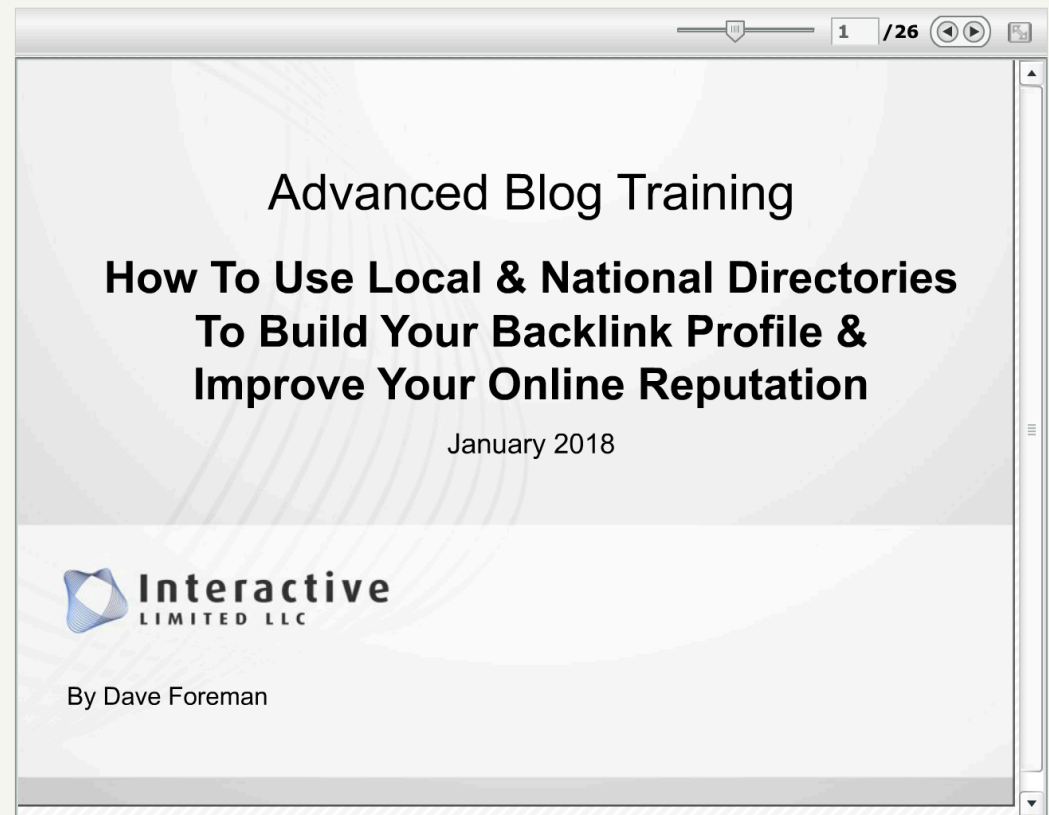 1 /26
Advanced Blog Training
How To Use Local & National Directories
To Build Your Backlink Profile &
Improve Your Online Reputation
January 2018
Interactive
LIMITED LLC
By Dave Foreman